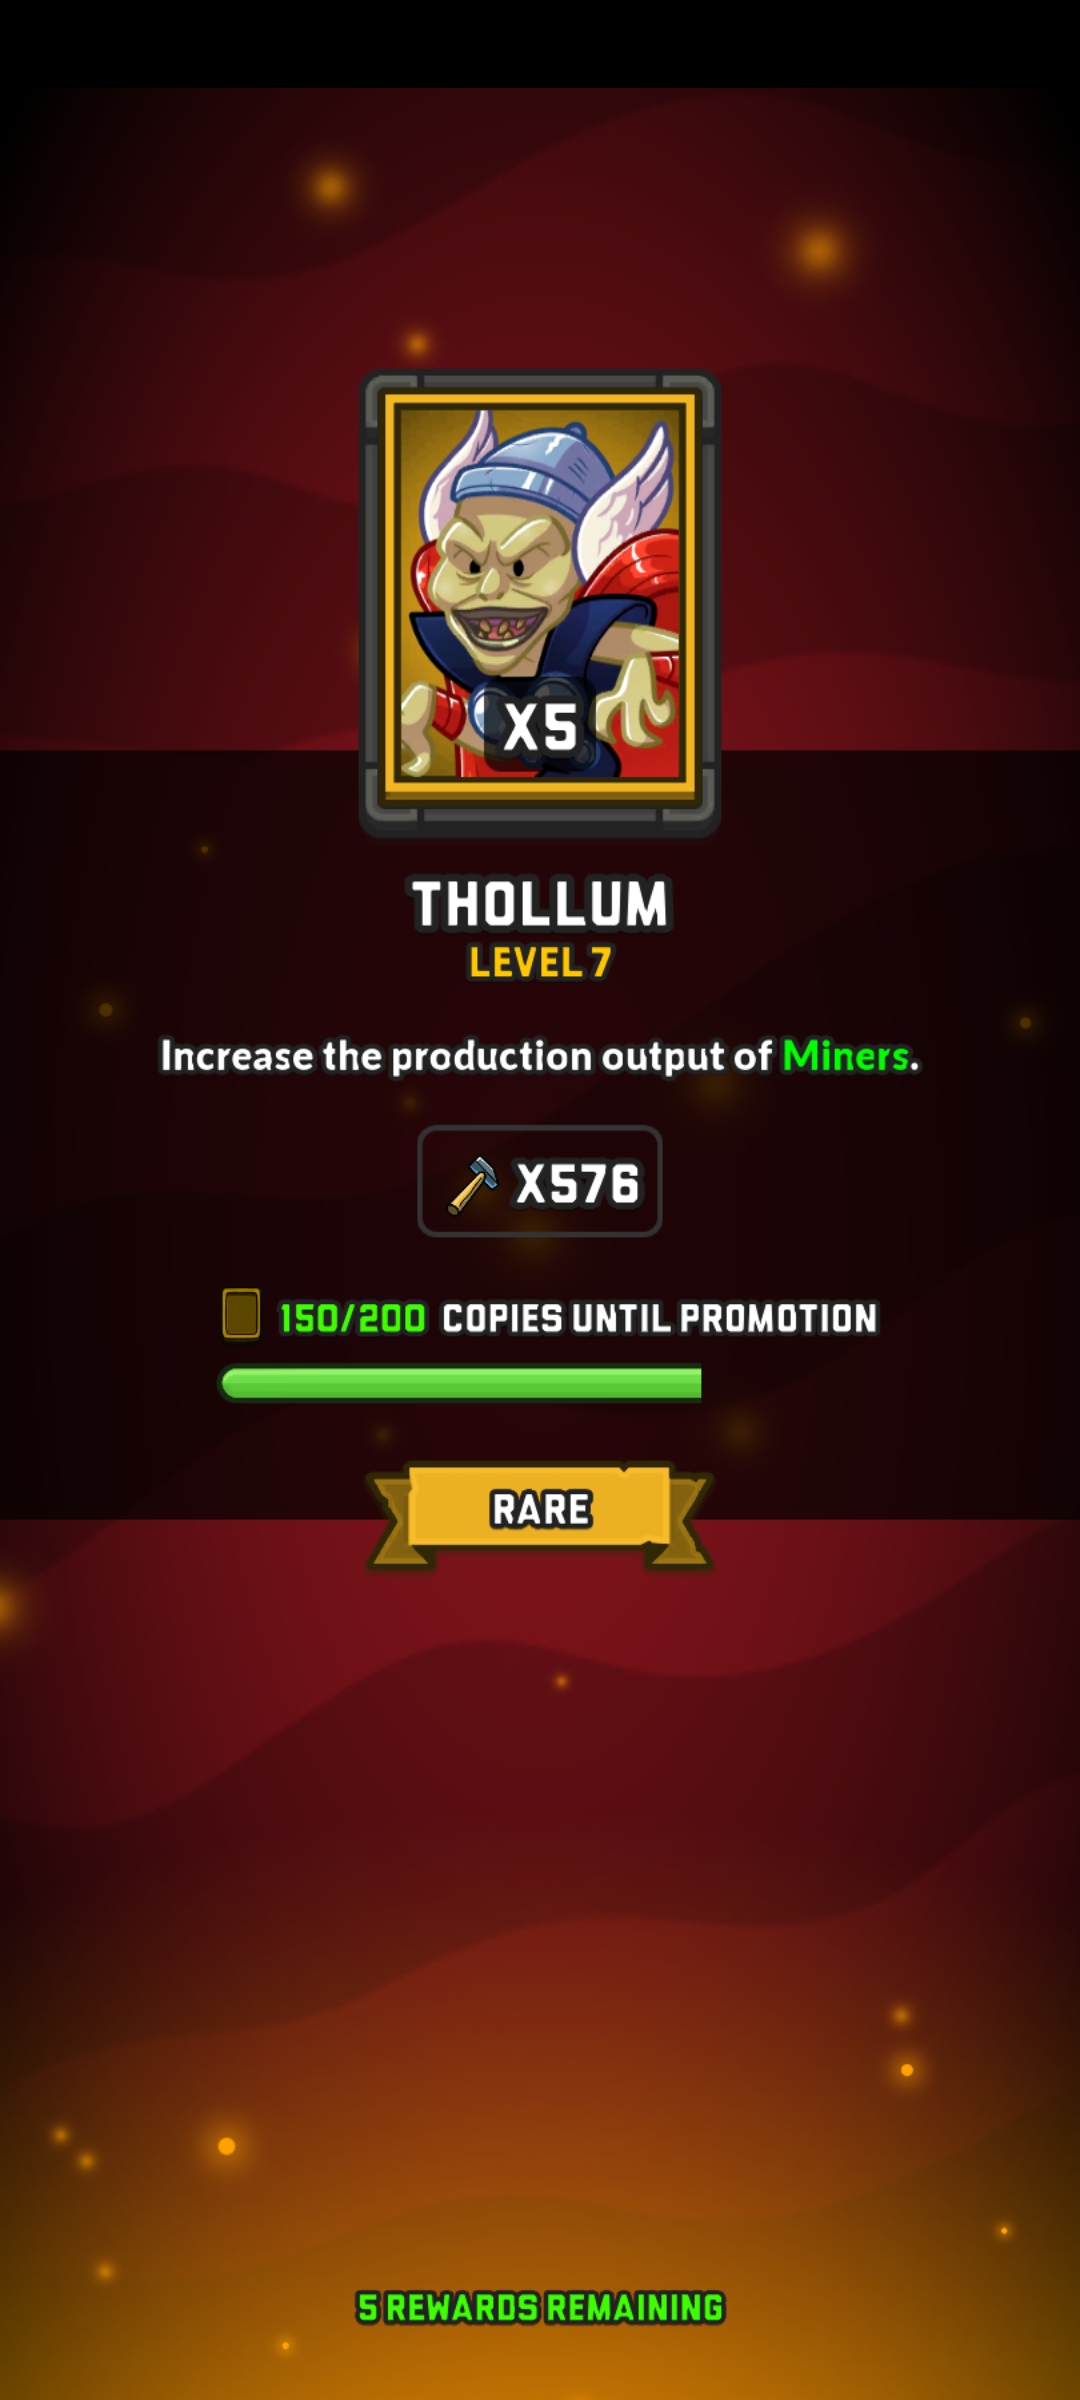 X5
THOLLUM
LEVEL 7
Increase the production output of Miners.
X576
150/200 COPIES UNTIL PROMOTION
RARE
5 REWARDS REMAINING